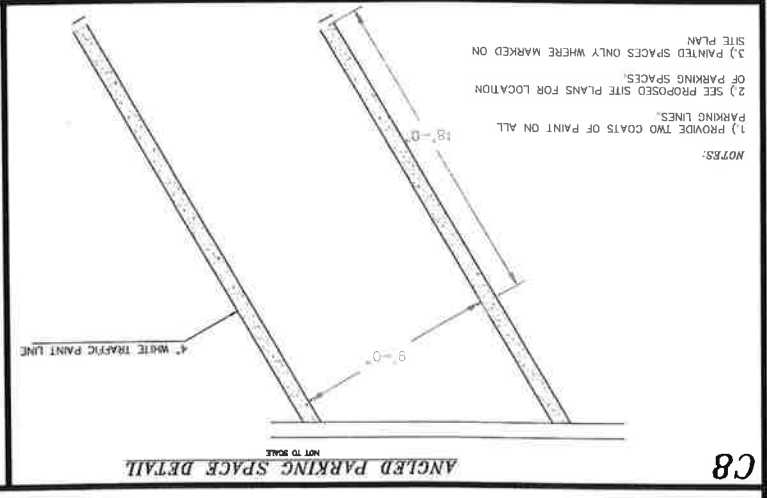 C8
ANGLED PARKING SPACE DETAIL
NOT TO SCALE
9'-0"
4" WHITE TRAFFIC PAINT LINE
18'-0"
NOTES:
1.) PROVIDE TWO COATS OF PAINT ON ALL
PARKING LINES.
2.) SEE PROPOSED SITE PLANS FOR LOCATION
OF PARKING SPACES.
3.) PAINTED SPACES ONLY WHERE MARKED ON
SITE PLAN